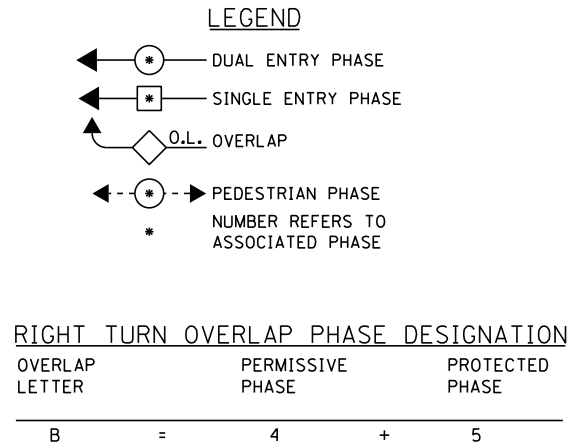 LEGEND
* DUAL ENTRY PHASE
* SINGLE ENTRY PHASE
O.L. OVERLAP
* PEDESTRIAN PHASE
* NUMBER REFERS TO
ASSOCIATED PHASE
RIGHT TURN OVERLAP PHASE DESIGNATION
OVERLAP PERMISSIVE PROTECTED
LETTER PHASE PHASE
B = 4 + 5